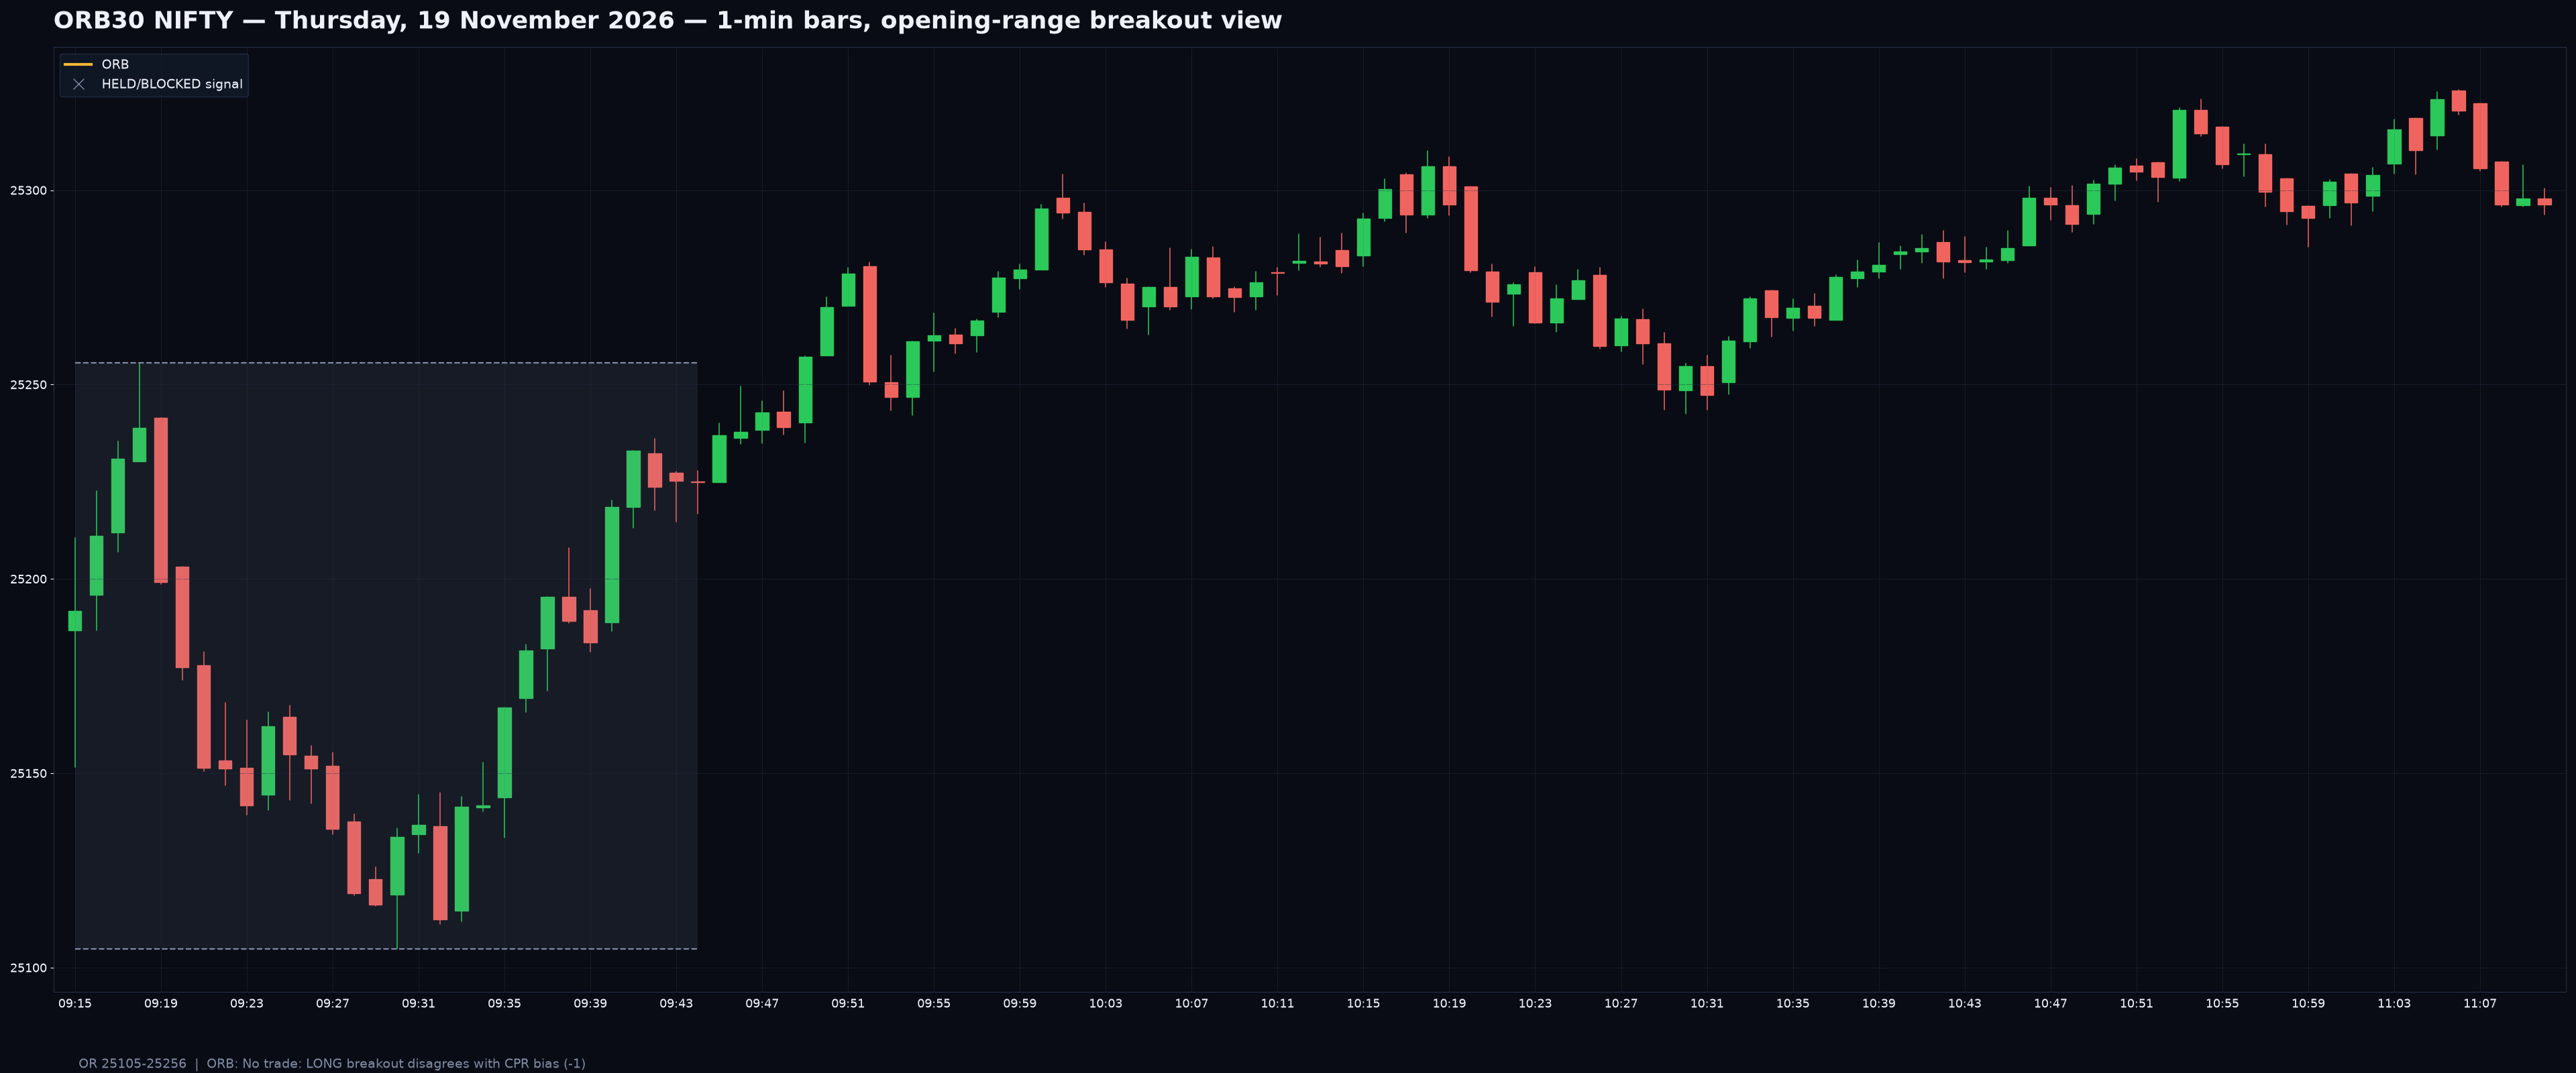 ORB30 NIFTY — Thursday, 19 November 2026 — 1-min bars, opening-range breakout view
ORB
HELD/BLOCKED signal
25300
25250
25200
25150
25100
09:15 09:19 09:23 09:27 09:31 09:35 09:39 09:43 09:47 09:51 09:55 09:59 10:03 10:07 10:11 10:15 10:19 10:23 10:27 10:31 10:35 10:39 10:43 10:47 10:51 10:55 10:59 11:03 11:07
OR 25105-25256 | ORB: No trade: LONG breakout disagrees with CPR bias (-1)